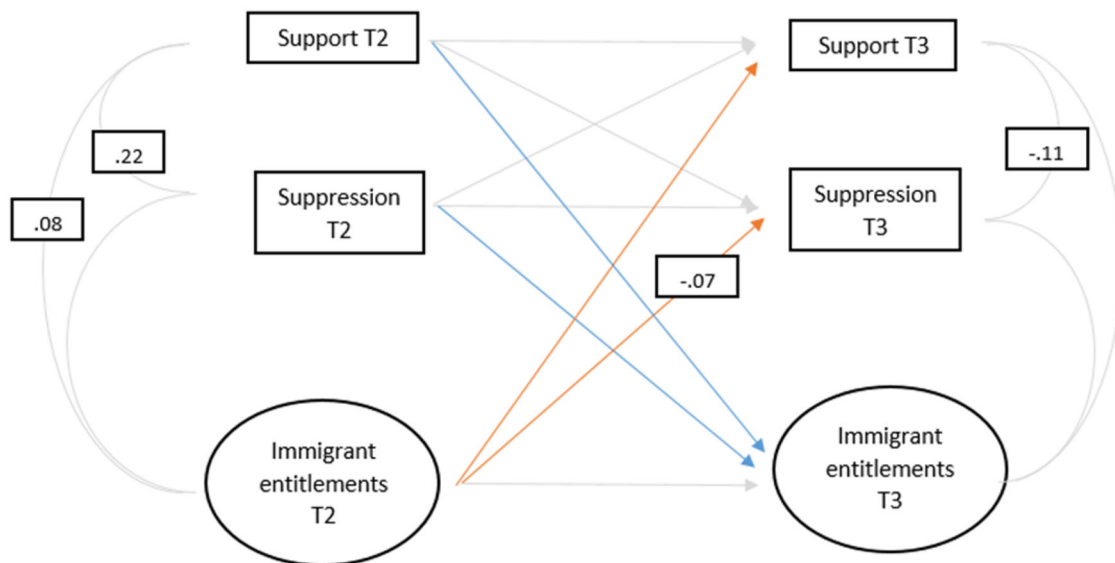 Support T2
Support T3
.22
-.11
Suppression
T2
Suppression
T3
.08
-.07
Immigrant
entitlements
T2
Immigrant
entitlements
T3